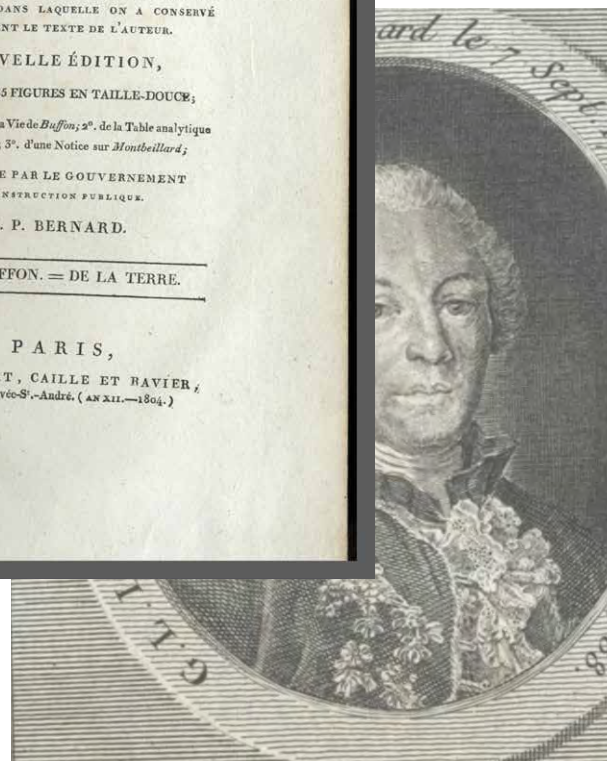 DANS LAQUELLE ON A CONSERVÉ
NT LE TEXTE DE L'AUTEUR.
VELLE ÉDITION,
5 FIGURES EN TAILLE-DOUCE;
a Vie de Buffon; 2°. de la Table analytique
; 3°. d'une Notice sur Montbeillard;
E PAR LE GOUVERNEMENT
NSTRUCTION PUBLIQUE.
. P. BERNARD.
FFON. = DE LA TERRE.
PARIS,
T, CAILLE ET RAVIER,
vée-St.-André. (AN XII.—1804.)
ard le 7 Sept.
G. L. L
88.